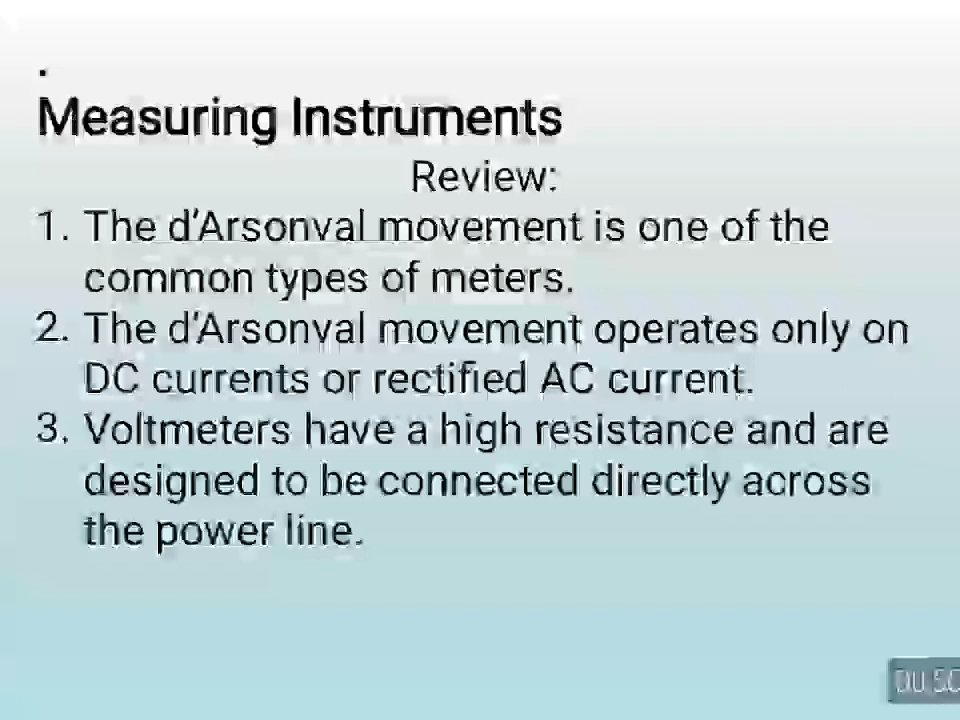 .
Measuring Instruments
Review:
1. The d'Arsonval movement is one of the
common types of meters.
2. The d'Arsonval movement operates only on
DC currents or rectified AC current.
3. Voltmeters have a high resistance and are
designed to be connected directly across
the power line.